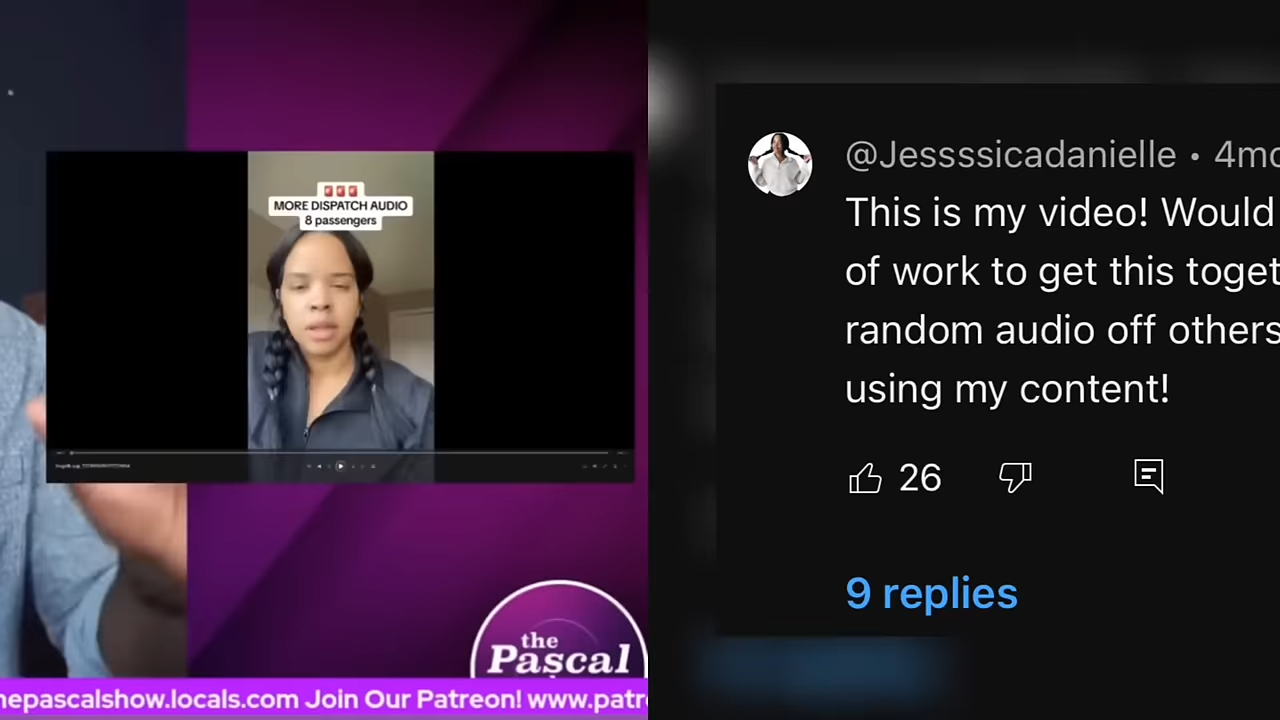 MORE DISPATCH AUDIO
8 passengers
the
Pascal
hepascalshow.locals.com Join Our Patreon! www.patr
@Jessssicadanielle • 4mo
This is my video! Would
of work to get this toget
random audio off others
using my content!
26
9 replies